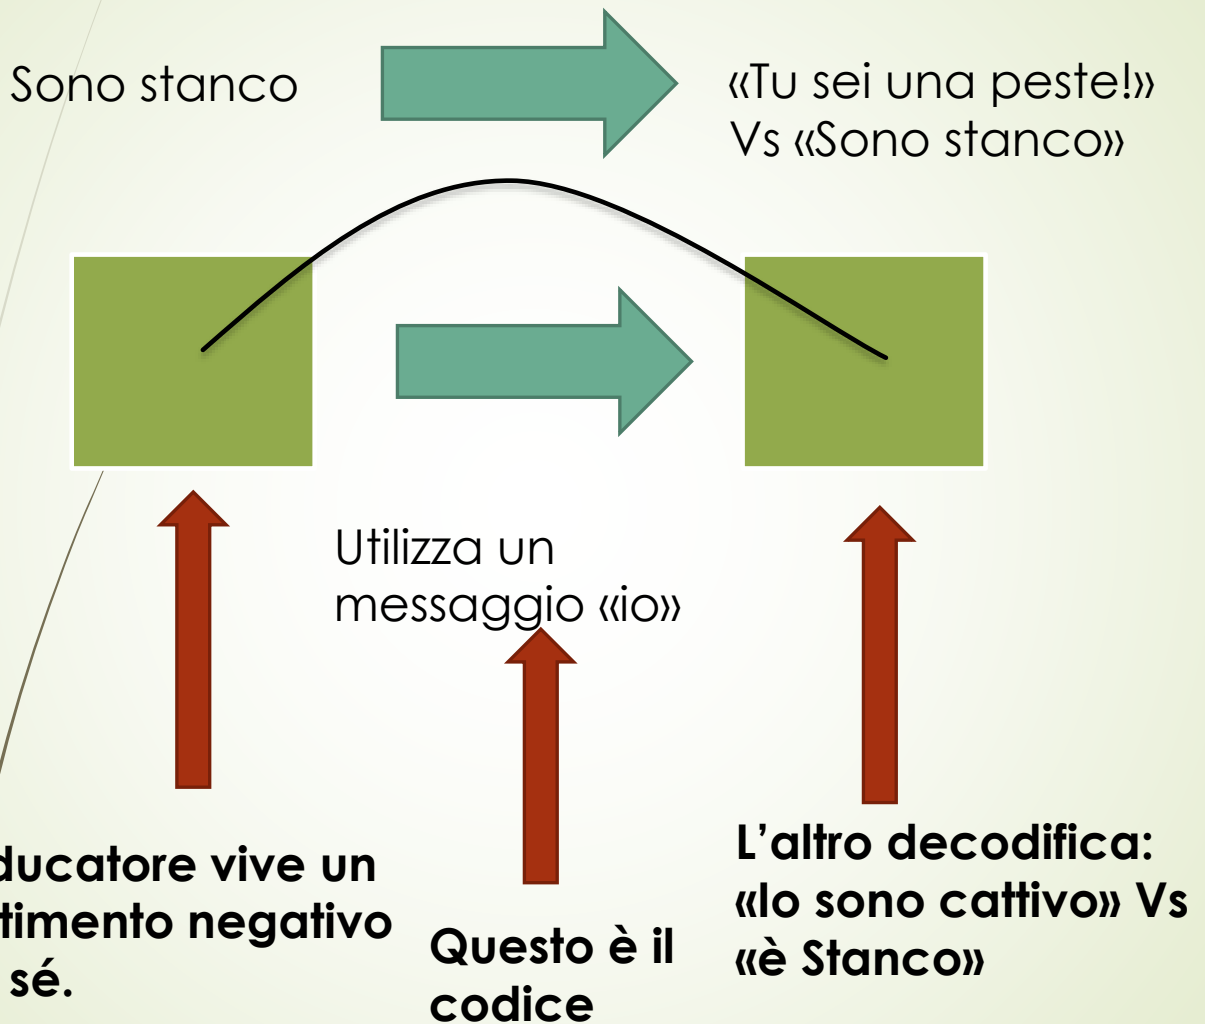 Sono stanco
«Tu sei una peste!»
Vs «Sono stanco»
Utilizza un
messaggio «io»
ducatore vive un
timento negativo
sé.
Questo è il
codice
L’altro decodifica:
«Io sono cattivo» Vs
«è Stanco»